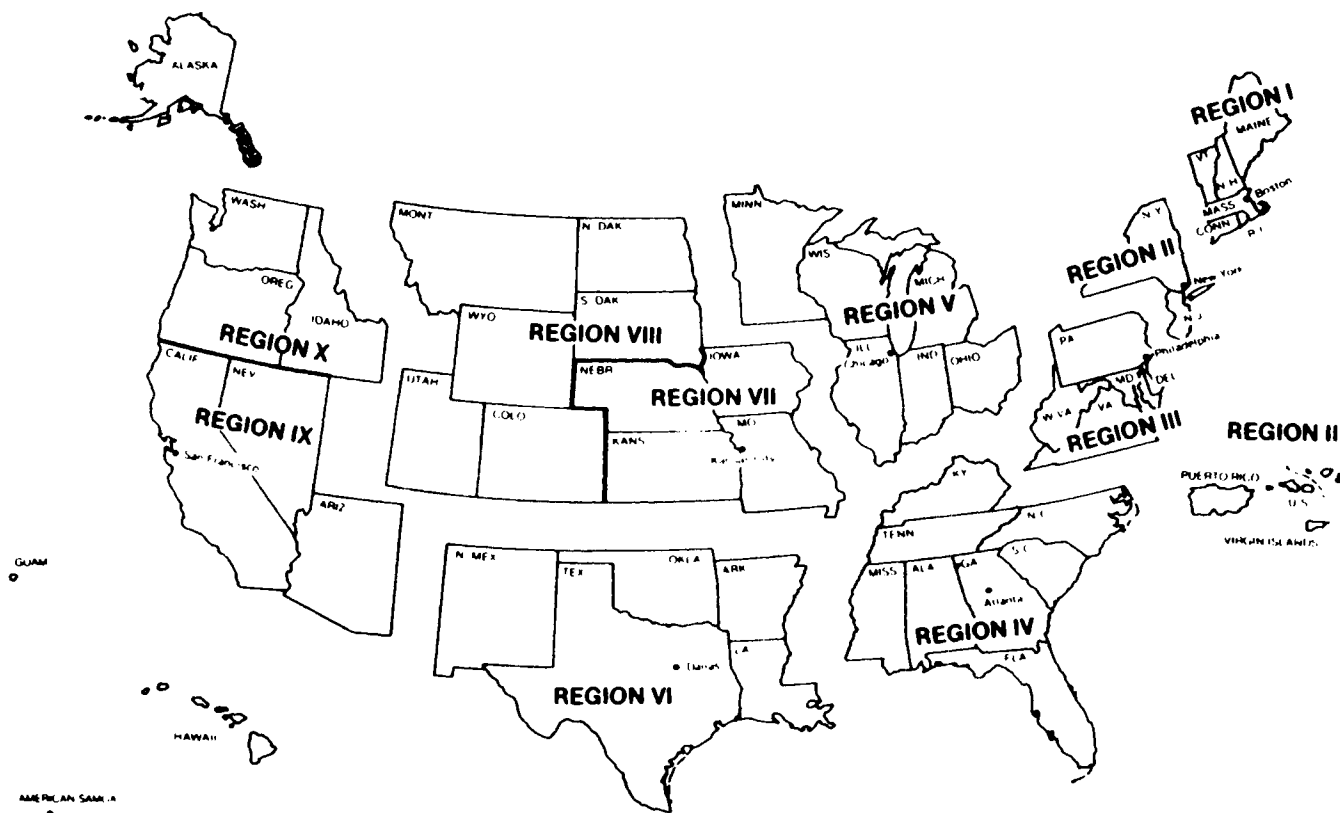 ALASKA
REGION I
MAINE
VT
N H
Boston
MASS
CONN
R I
WASH
MONT
N DAK
MINN
N Y
WIS
MICH
REGION II
New York
OREG
S DAK
REGION V
N J
IDAHO
WYO
REGION VIII
REGION X
PA
CALIF
IOWA
ILL
Chicago
IND
OHIO
Philadelphia
NEV
UTAH
NEBR
MD
DEL
REGION VII
W VA
VA
REGION IX
COLO
MO
REGION III
REGION II
KANS
Kansas City
San Francisco
KY
PUERTO RICO
U.S.
VIRGIN ISLANDS
ARIZ
TENN
N C
S C
GUAM
N MEX
OKLA
TEX
ARK
MISS
ALA
GA
Atlanta
REGION IV
LA
FLA
Dallas
REGION VI
HAWAII
AMERICAN SAMOA